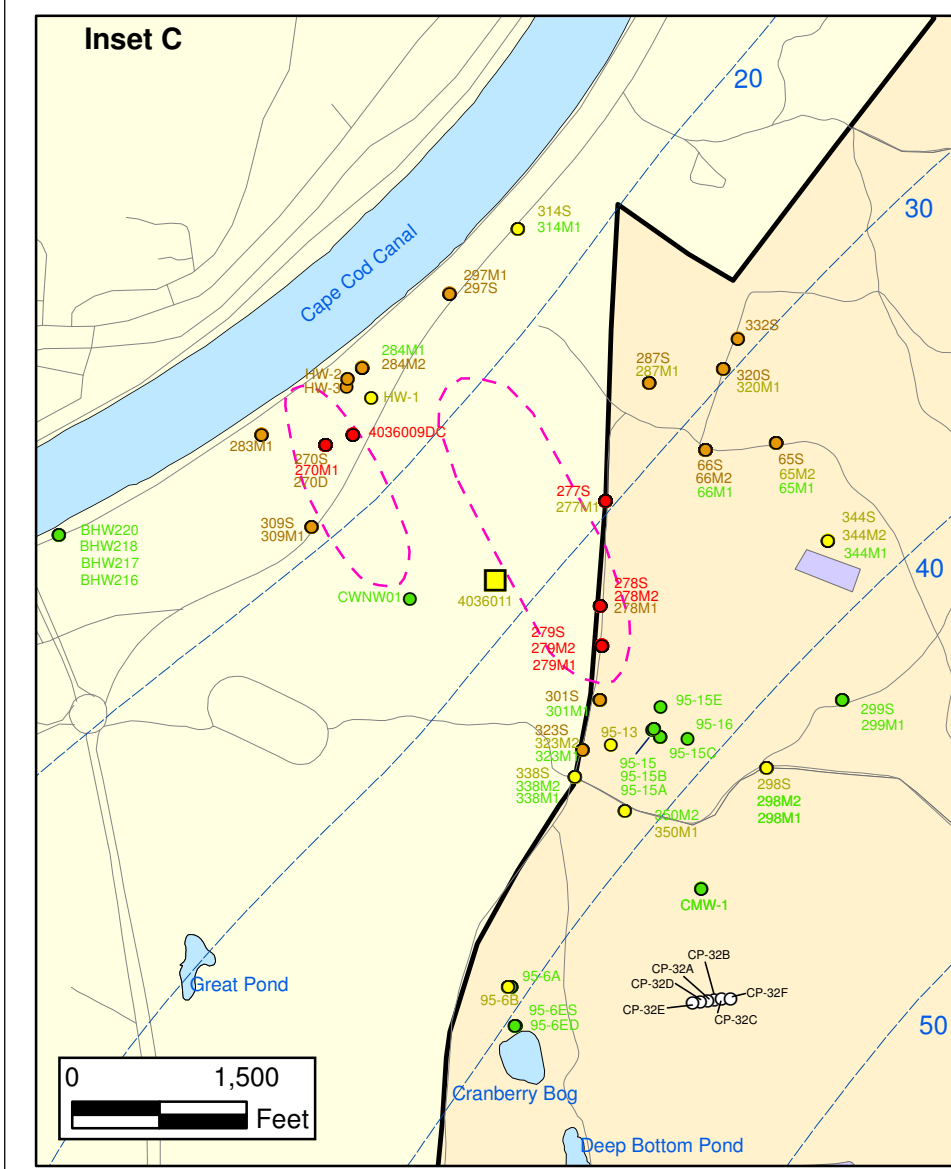 Inset C
20
30
314S
314M1
Cape Cod Canal
297M1
297S
332S
284M1
284M2
287S
287M1
320S
320M1
HW-2
HW-3
HW-1
4036009DC
283M1
270S
270M1
270D
66S
66M2
66M1
65S
65M2
65M1
277S
277M1
309S
309M1
344S
344M2
344M1
BHW220
BHW218
BHW217
BHW216
40
CWNW01
4036011
278S
278M2
278M1
279S
279M2
279M1
301S
301M1
95-15E
299S
299M1
323S
323M2
323M1
95-13
95-16
95-15C
95-15
95-15B
95-15A
338S
338M2
338M1
298S
298M2
298M1
350M2
350M1
CMW-1
CP-32B
CP-32A
CP-32D
CP-32F
CP-32E
CP-32C
Great Pond
95-6A
95-6B
95-6ES
95-6ED
50
0 1,500
Feet
Cranberry Bog
Deep Bottom Pond